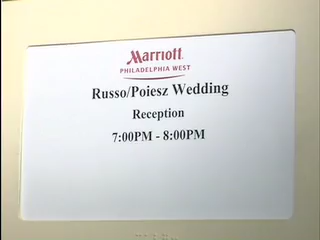 Marriott
PHILADELPHIA WEST
Russo/Poiesz Wedding
Reception
7:00PM - 8:00PM